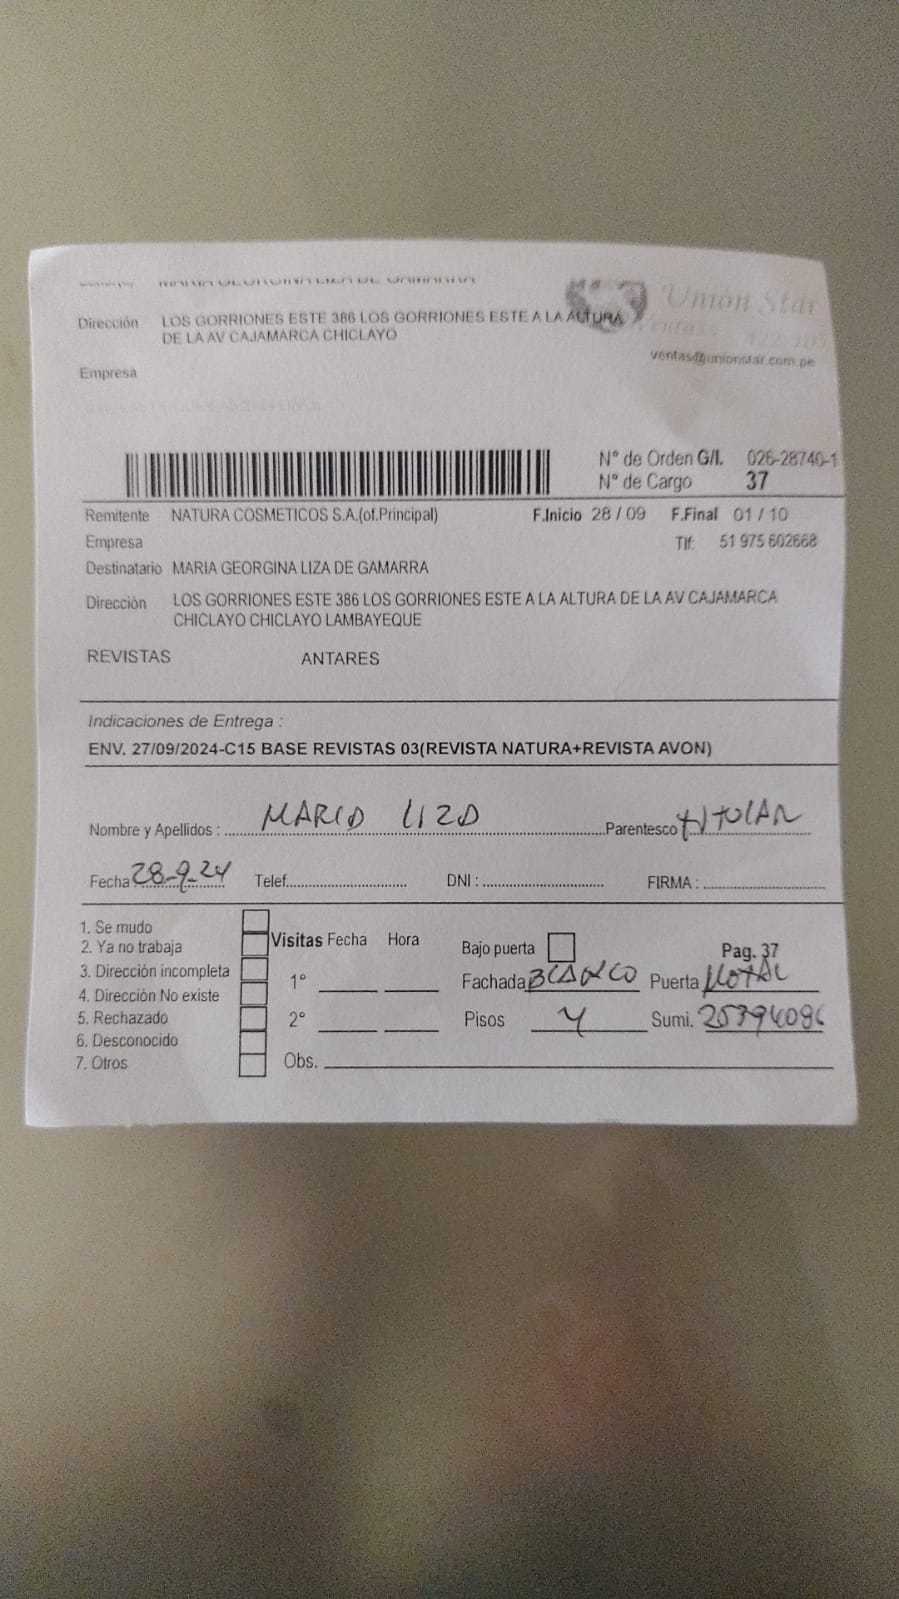 MARIA GEORGINA LIZA DE GAMARRA
Unión Star
Dirección LOS GORRIONES ESTE 386 LOS GORRIONES ESTE A LA ALTURA
DE LA AV CAJAMARCA CHICLAYO
ventas@unionstar.com.pe
Empresa
N° de Orden G/I. 026-28740-1
N° de Cargo 37
Remitente NATURA COSMETICOS S.A.(of.Principal) F.Inicio 28 / 09 F.Final 01 / 10
Empresa Tlf: 51 975 602668
Destinatario MARIA GEORGINA LIZA DE GAMARRA
Dirección LOS GORRIONES ESTE 386 LOS GORRIONES ESTE A LA ALTURA DE LA AV CAJAMARCA
CHICLAYO CHICLAYO LAMBAYEQUE
REVISTAS ANTARES
Indicaciones de Entrega :
ENV. 27/09/2024-C15 BASE REVISTAS 03(REVISTA NATURA+REVISTA AVON)
Nombre y Apellidos : MARIO LIZA Parentesco TITULAR
Fecha 28-9-24 Telef. DNI : FIRMA :
1. Se mudo
2. Ya no trabaja
3. Dirección incompleta
4. Dirección No existe
5. Rechazado
6. Desconocido
7. Otros
Visitas Fecha Hora
1°
2°
Obs.
Bajo puerta Pag. 37
Fachada BLANCO Puerta METAL
Pisos 4 Sumi. 25394086